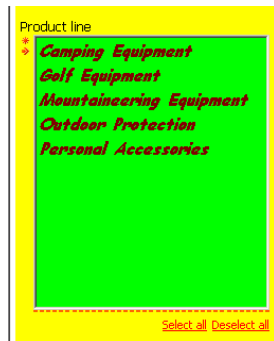 Product line
*
Camping Equipment
Golf Equipment
Mountaineering Equipment
Outdoor Protection
Personal Accessories
Select all Deselect all